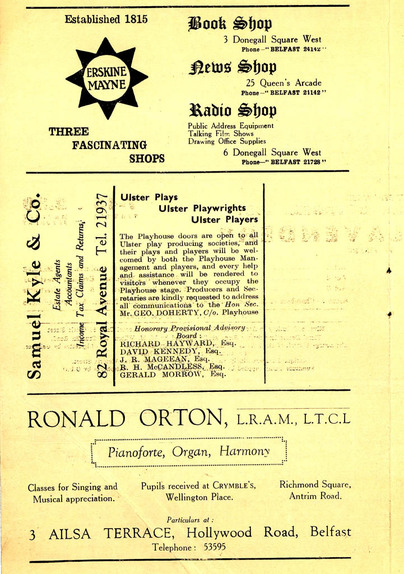 Established 1815
ERSKINE
MAYNE
THREE
FASCINATING
SHOPS
Book Shop
3 Donegall Square West
Phone—"BELFAST 24142"
News Shop
25 Queen's Arcade
Phone—"BELFAST 21142"
Radio Shop
Public Address Equipment
Talking Film Shows
Drawing Office Supplies
6 Donegall Square West
Phone—"BELFAST 21728"
Samuel Kyle & Co.
Estate Agents
Accountants
Income Tax Claims and Returns,
82 Royal Avenue Tel. 21937
Ulster Plays
Ulster Playwrights
Ulster Players
The Playhouse doors are open to all
Ulster play producing societies, and
their plays and players will be wel-
comed by both the Playhouse Man-
agement and players, and every help
and assistance will be rendered to
visitors whenever they occupy the
Playhouse stage. Producers and Sec-
retaries are kindly requested to address
all communications to the Hon Sec.
Mr. GEO. DOHERTY, C/o. Playhouse
Honorary Provisional Advisory
Board:
RICHARD HAYWARD, Esq.
DAVID KENNEDY, Esq.
J. R. MAGEEAN, Esq.
R. H. McCANDLESS, Esq.
GERALD MORROW, Esq.
RONALD ORTON, L.R.A.M., L.T.C.L
Pianoforte, Organ, Harmony
Classes for Singing and
Musical appreciation.
Pupils received at CRYMBLE'S,
Wellington Place.
Richmond Square,
Antrim Road.
Particulars at:
3 AILSA TERRACE, Hollywood Road, Belfast
Telephone: 53595